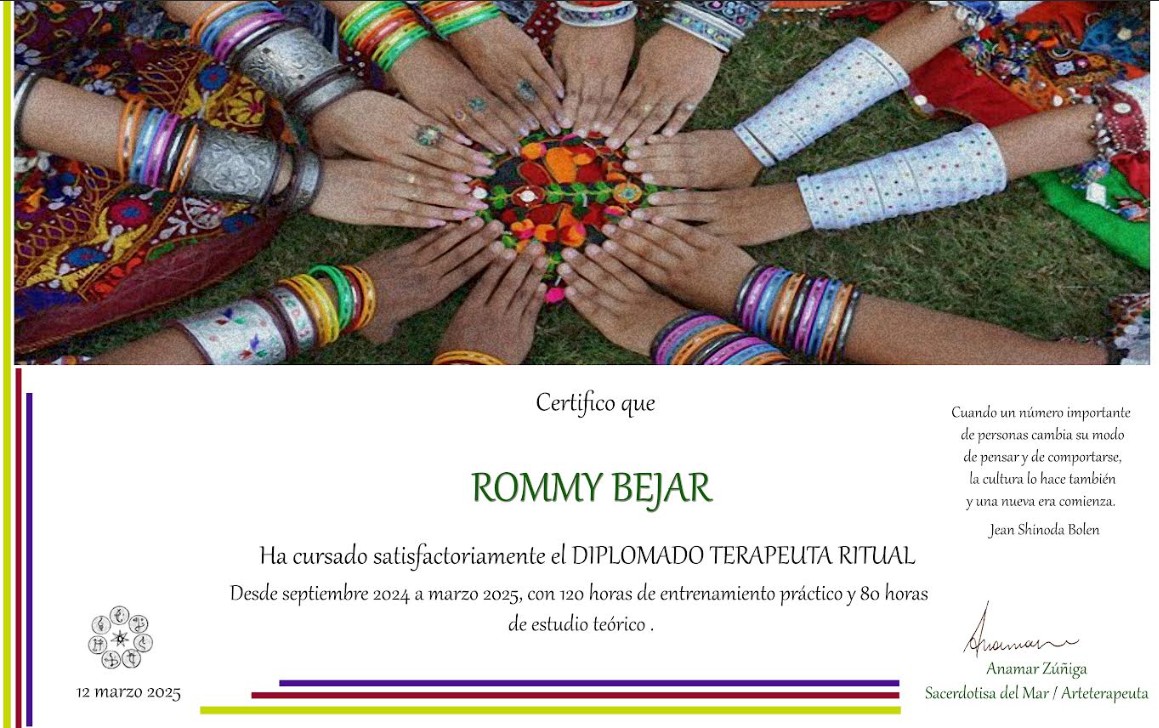 Certifico que
ROMMY BEJAR
Ha cursado satisfactoriamente el DIPLOMADO TERAPEUTA RITUAL
Desde septiembre 2024 a marzo 2025, con 120 horas de entrenamiento práctico y 80 horas
de estudio teórico .
Cuando un número importante
de personas cambia su modo
de pensar y de comportarse,
la cultura lo hace también
y una nueva era comienza.
Jean Shinoda Bolen
12 marzo 2025
Anamar
Anamar Zúñiga
Sacerdotisa del Mar / Arteterapeuta